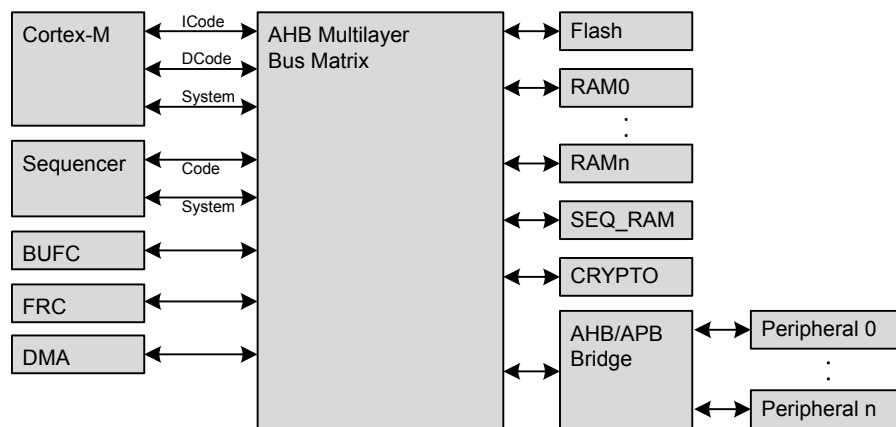 Cortex-M
ICode
DCode
System
Sequencer
Code
System
BUFC
FRC
DMA
AHB Multilayer
Bus Matrix
Flash
RAM0
:
RAMn
SEQ_RAM
CRYPTO
AHB/APB
Bridge
Peripheral 0
:
Peripheral n